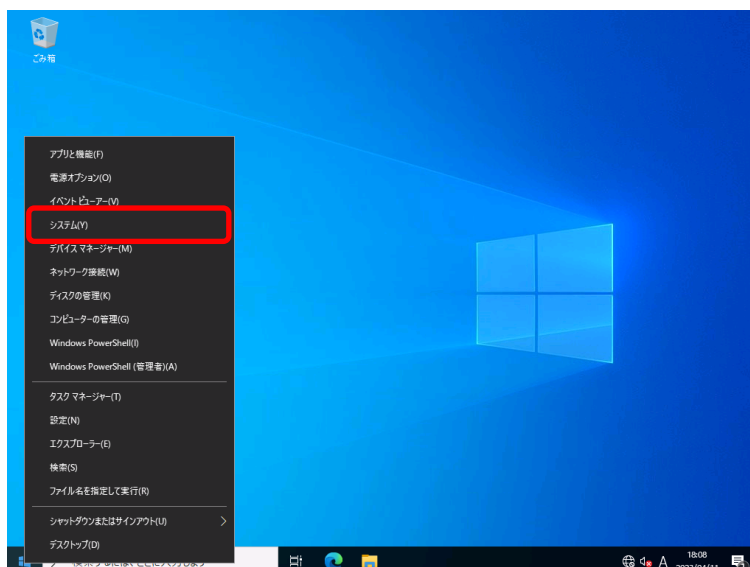 ごみ箱
アプリと機能(F)
電源オプション(O)
イベント ビューアー(V)
システム(Y)
デバイス マネージャー(M)
ネットワーク接続(W)
ディスクの管理(K)
コンピューターの管理(G)
Windows PowerShell(I)
Windows PowerShell (管理者)(A)
タスク マネージャー(T)
設定(N)
エクスプローラー(E)
検索(S)
ファイル名を指定して実行(R)
シャットダウンまたはサインアウト(U)
デスクトップ(D)
A
18:08